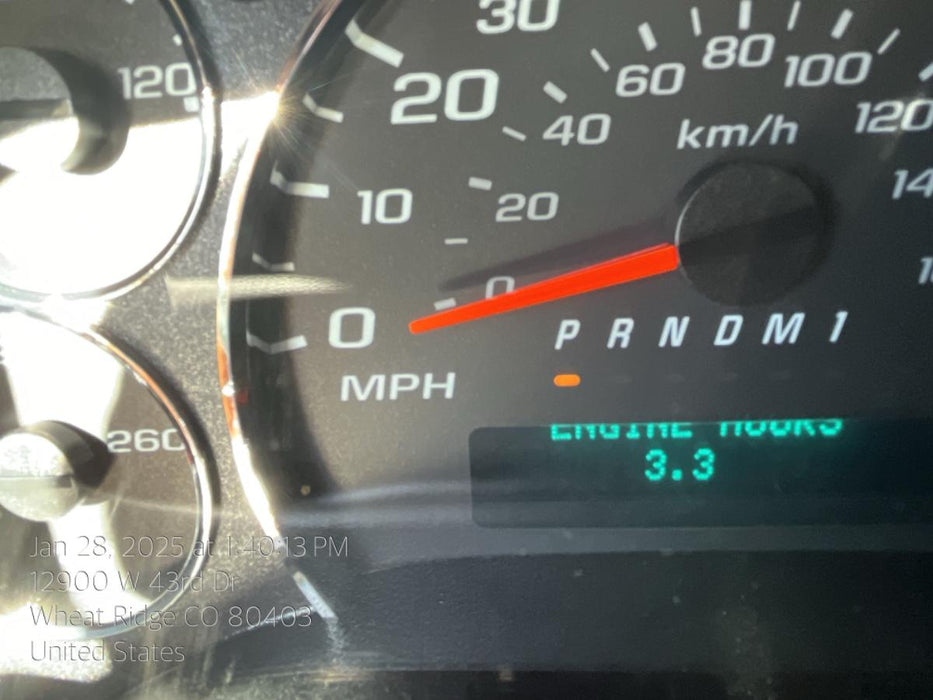 30
120
20
60
80
100
40
km/h
120
10
20
14
0
0
P R N D M 1
MPH
ENGINE HOURS
3.3
260
Jan 28, 2025 at 1:40:13 PM
12900 W 43rd Dr
Wheat Ridge CO 80403
United States